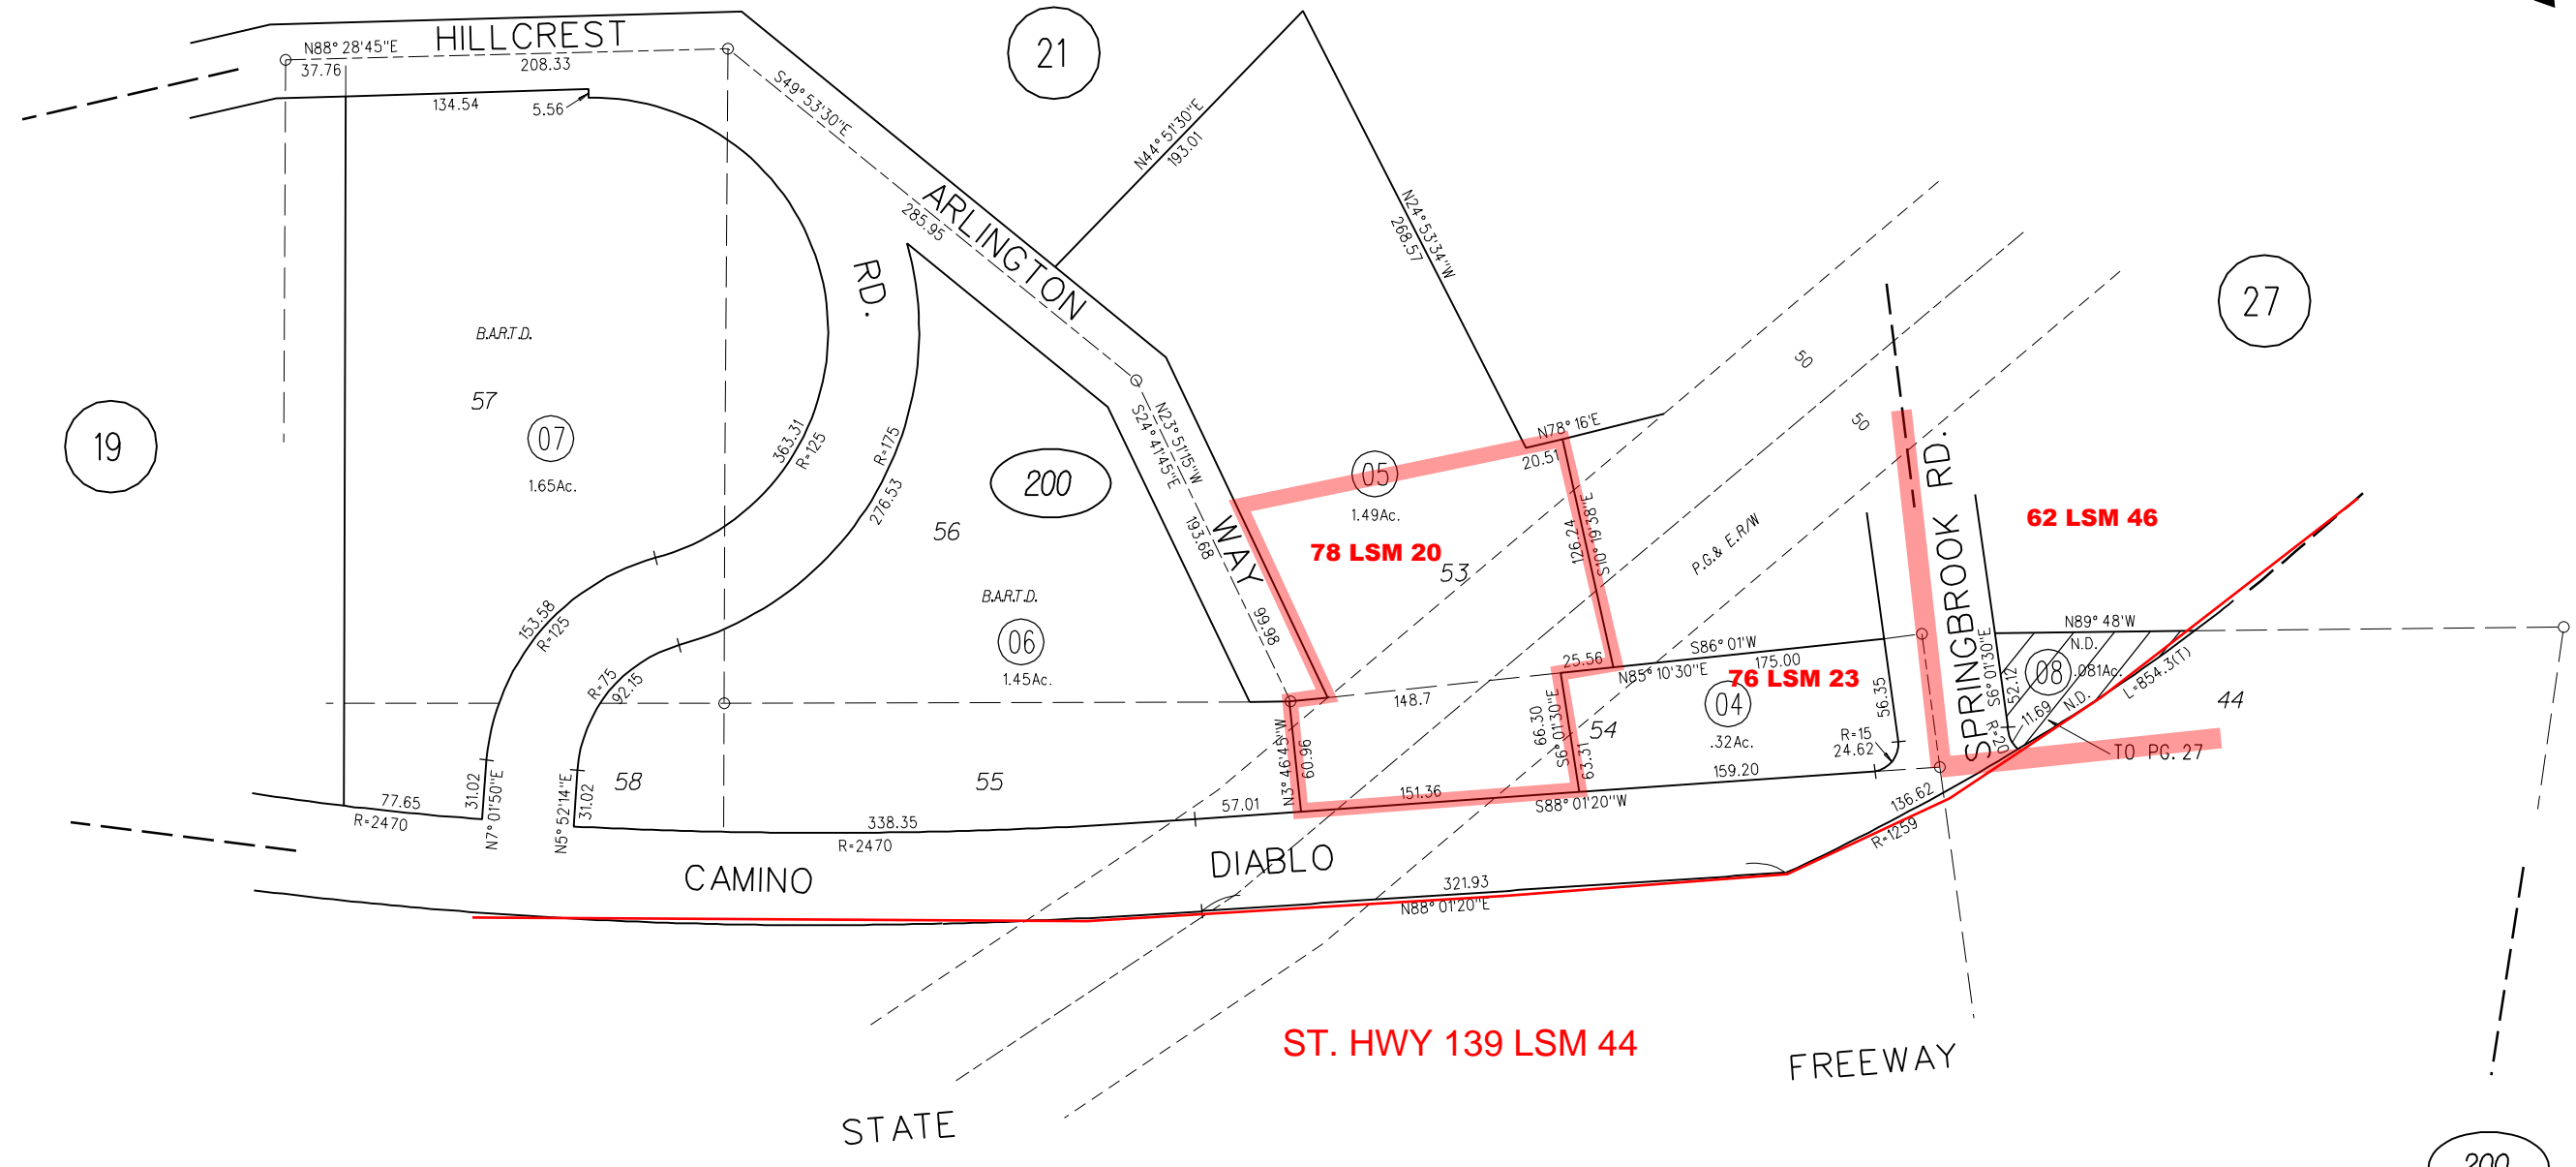 21
N88° 28'45"E
HILLCREST
37.76
208.33
134.54
5.56
S49° 53'30"E
N44° 51'30"E
193.01
ARLINGTON
285.95
N24° 53'34"W
268.57
RD.
27
50
50
B.A.R.T.D.
57
07
1.65Ac.
19
363.31
R=125
R=175
276.53
200
56
N23° 51'15"W
S24° 41'45"E
193.68
WAY
99.98
N78° 16'E
20.51
05
1.49Ac.
78 LSM 20
53
126.24
S10° 19'38"E
P.G.& E.R/W
SPRINGBROOK RD.
62 LSM 46
153.58
R=125
B.A.R.T.D.
06
1.45Ac.
R=75
92.15
25.56
S86° 01'W
175.00
N85° 10'30"E
76 LSM 23
148.7
04
.32Ac.
56.35
R=15
24.62
N89° 48'W
N.D.
08
.081Ac.
N.D.
S6° 01'30"E
52.12
R=20
11.69
L=854.3(T)
44
TO PG. 27
31.02
N7° 01'50"E
N5° 52'14"E
31.02
58
55
N3° 46'45"W
60.96
66.30
S6° 01'30"E
63.31
54
77.65
R=2470
338.35
R=2470
57.01
151.36
S88° 01'20"W
159.20
136.62
R=1259
CAMINO
DIABLO
321.93
N88° 01'20"E
ST. HWY 139 LSM 44
STATE
FREEWAY
200